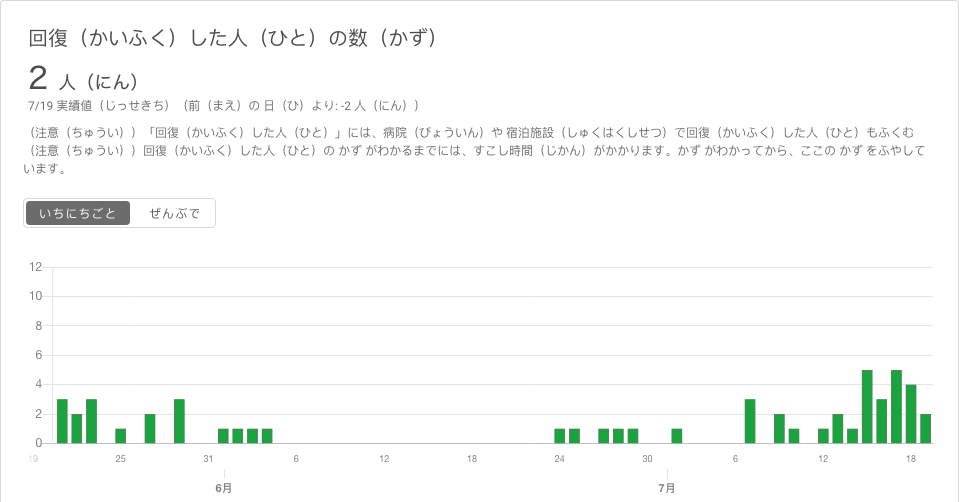 回復（かいふく）した人（ひと）の数（かず）
2 人（にん）
7/19 実績値（じっせきち）（前（まえ）の 日（ひ）より: -2 人（にん））
（注意（ちゅうい））「回復（かいふく）した人（ひと）」には、病院（びょういん）や 宿泊施設（しゅくはくしせつ）で回復（かいふく）した人（ひと）もふくむ
（注意（ちゅうい））回復（かいふく）した人（ひと）の かず がわかるまでには、すこし時間（じかん）がかかります。かず がわかってから、ここの かず をふやして
います。
いちにちごと ぜんぶで
12
10
8
6
4
2
0
19 25 31 6 12 18 24 30 6 12 18
6月 7月